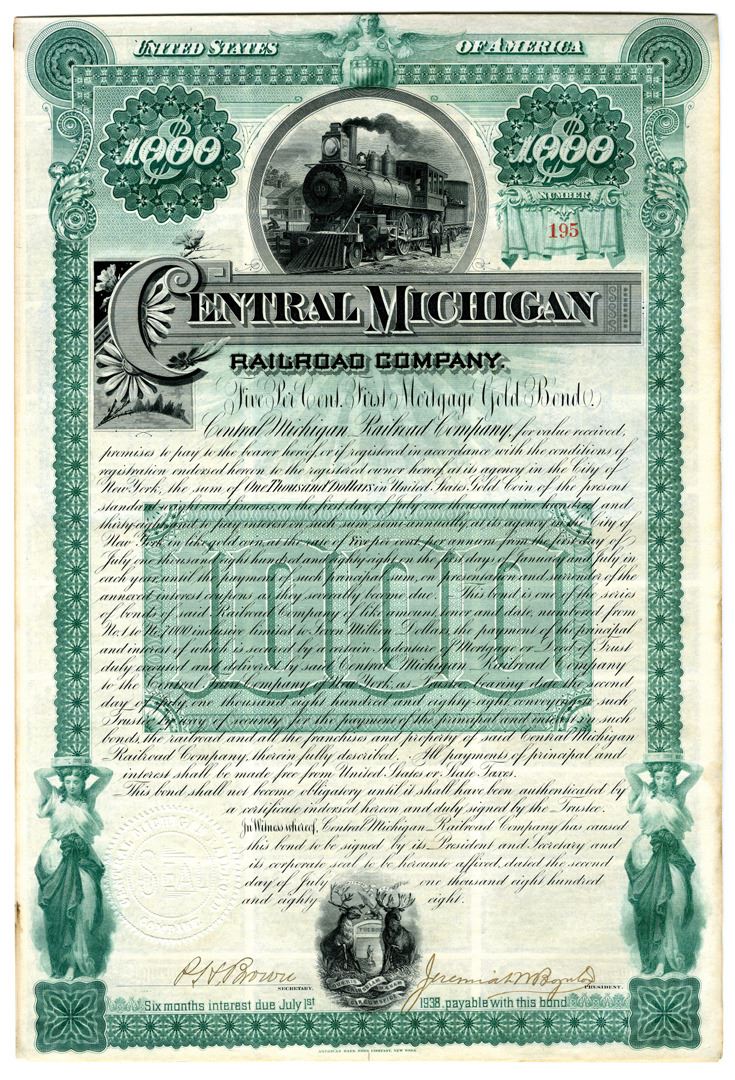 UNITED STATES OF AMERICA
$1000 $1000
NUMBER
195
CENTRAL MICHIGAN
RAILROAD COMPANY.
Five Per Cent. First Mortgage Gold Bond.
Central Michigan Railroad Company, for value received,
promises to pay to the bearer hereof, or if registered in accordance with the conditions of
registration endorsed hereon to the registered owner hereof, at its agency in the City of
New York, the sum of One Thousand Dollars in United States Gold Coin of the present
standard of weight and fineness on the first day of July one thousand nine hundred and
thirty-eight and to pay interest on such sum semi-annually at its agency in the City of
New York in like gold coin at the rate of Five per cent. per annum from the first day of
July one thousand eight hundred and eighty-eight on the first days of January and July in
each year until the payment of such principal sum, on presentation and surrender of the
annexed interest coupons as they severally become due. This bond is one of the series
of bonds of said Railroad Company of like amount, tenor and date, numbered from
No. 1 to No. 7,000 inclusive limited to Seven Million Dollars, the payment of the principal
and interest of which is secured by a certain Indenture of Mortgage or Deed of Trust
duly executed and delivered by said Central Michigan Railroad Company
to the Central Trust Company of New York, as Trustee, bearing date the second
day of July one thousand eight hundred and eighty-eight conveying to such
Trustee by way of security for the payment of the principal and interest of such
bonds, the railroad and all the franchises and property of said Central Michigan
Railroad Company, therein fully described. All payments of principal and
interest shall be made free from United States or State Taxes.
This bond shall not become obligatory until it shall have been authenticated by
a certificate indorsed hereon and duly signed by the Trustee.
In Witness whereof, Central Michigan Railroad Company has caused
this bond to be signed by its President and Secretary and
its corporate seal to be hereunto affixed, dated the second
day of July one thousand eight hundred
and eighty eight.
CENTRAL MICHIGAN RAILROAD COMPANY
SEAL
TUEBOR
CIRCUMSPICE
SECRETARY. PRESIDENT.
Six months interest due July 1st 1938, payable with this bond
AMERICAN BANK NOTE COMPANY, NEW YORK.